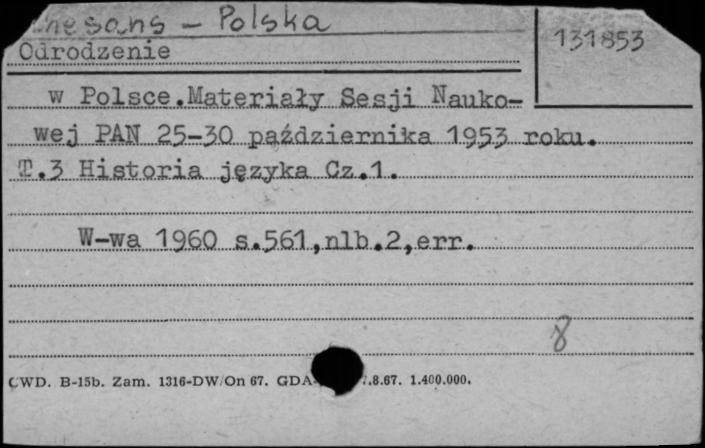 – Polska
131853
Odrodzenie
w Polsce.Materiały Sesji Nauko-
wej PAN 25-30 października 1953 roku.
T.3 Historia języka Cz.1.
W-wa 1960 s.561,nlb.2,err.
8
CWD. B-15b. Zam. 1316-DW/On 67. GDA .8.67. 1.400.000.